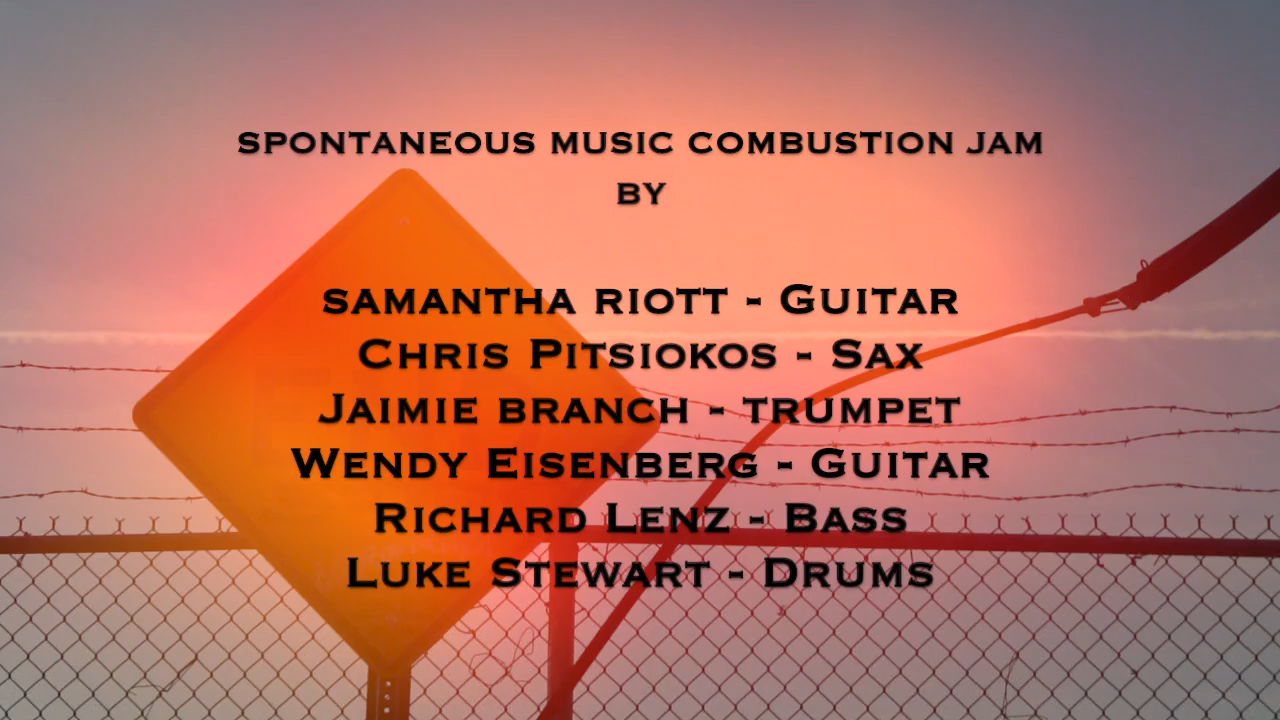 SPONTANEOUS MUSIC COMBUSTION JAM
BY
SAMANTHA RIOTT - GUITAR
CHRIS PITSIOKOS - SAX
JAIMIE BRANCH - TRUMPET
WENDY EISENBERG - GUITAR
RICHARD LENZ - BASS
LUKE STEWART - DRUMS